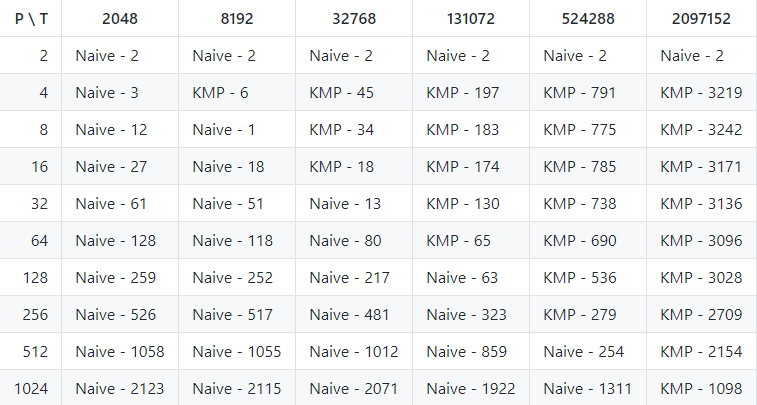 P \ T 2048 8192 32768 131072 524288 2097152
2 Naive - 2 Naive - 2 Naive - 2 Naive - 2 Naive - 2 Naive - 2
4 Naive - 3 KMP - 6 KMP - 45 KMP - 197 KMP - 791 KMP - 3219
8 Naive - 12 Naive - 1 KMP - 34 KMP - 183 KMP - 775 KMP - 3242
16 Naive - 27 Naive - 18 KMP - 18 KMP - 174 KMP - 785 KMP - 3171
32 Naive - 61 Naive - 51 Naive - 13 KMP - 130 KMP - 738 KMP - 3136
64 Naive - 128 Naive - 118 Naive - 80 KMP - 65 KMP - 690 KMP - 3096
128 Naive - 259 Naive - 252 Naive - 217 Naive - 63 KMP - 536 KMP - 3028
256 Naive - 526 Naive - 517 Naive - 481 Naive - 323 KMP - 279 KMP - 2709
512 Naive - 1058 Naive - 1055 Naive - 1012 Naive - 859 Naive - 254 KMP - 2154
1024 Naive - 2123 Naive - 2115 Naive - 2071 Naive - 1922 Naive - 1311 KMP - 1098